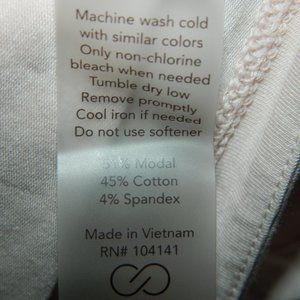 Machine wash cold
with similar colors
Only non-chlorine
bleach when needed
Tumble dry low
Remove promptly
Cool iron if needed
Do not use softener
51% Modal
45% Cotton
4% Spandex
Made in Vietnam
RN# 104141